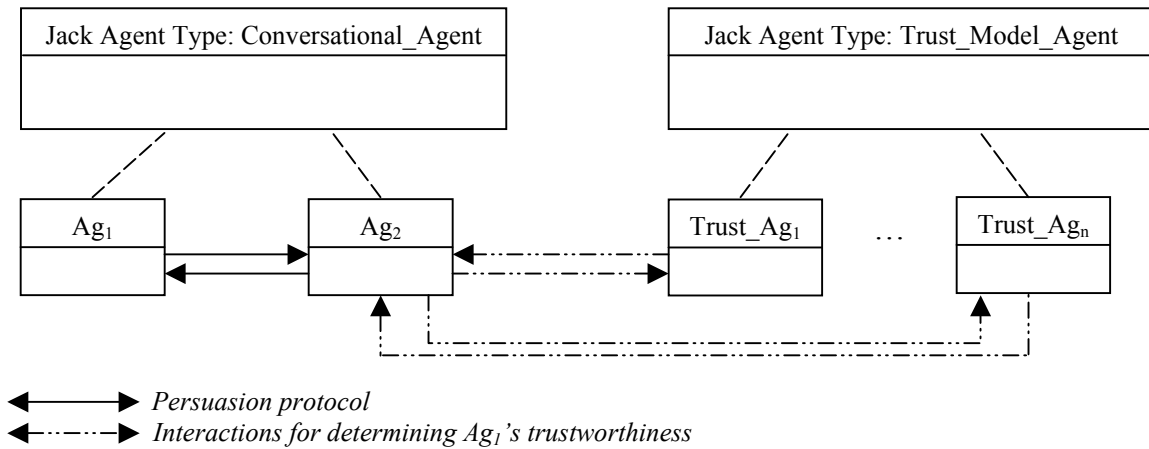 Jack Agent Type: Conversational_Agent
Jack Agent Type: Trust_Model_Agent
Ag1
Ag2
Trust_Ag1
…
Trust_Agn
Persuasion protocol
Interactions for determining Ag1’s trustworthiness